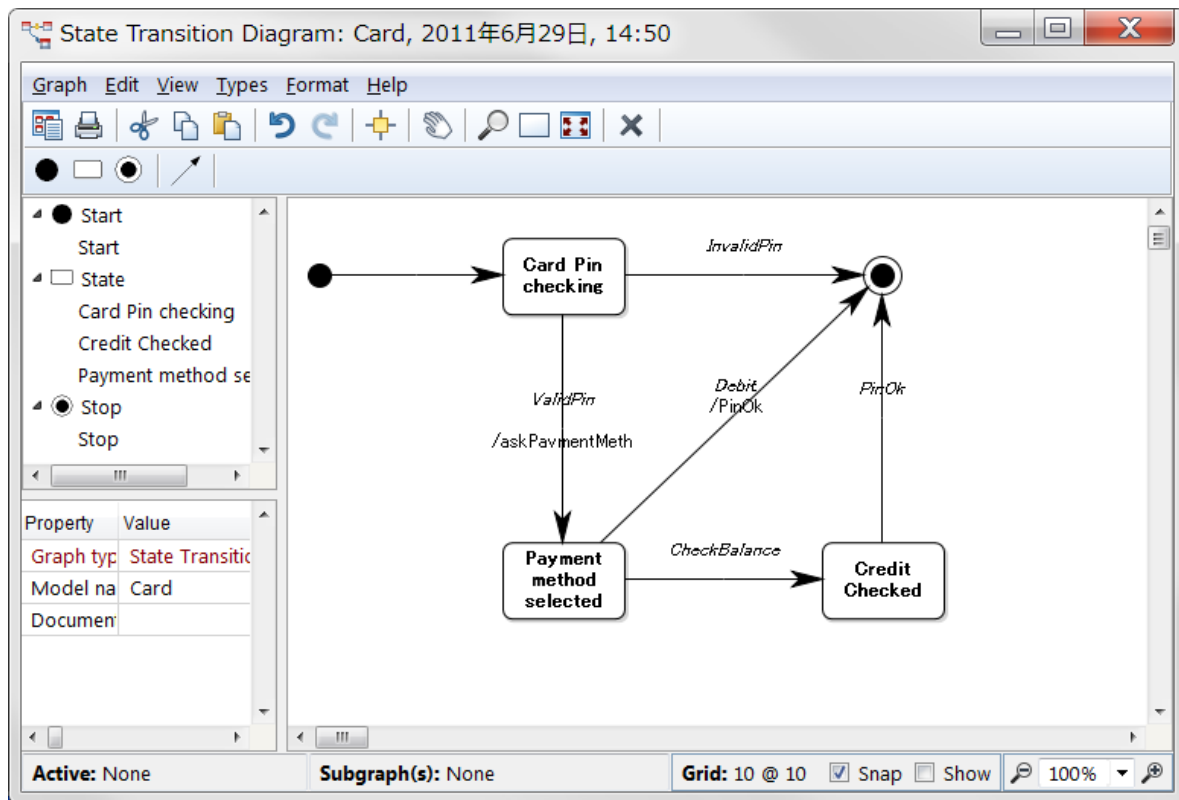 State Transition Diagram: Card, 2011年6月29日, 14:50
Graph Edit View Types Format Help
Start
Start
State
Card Pin checking
Credit Checked
Payment method se
Stop
Stop
Property Value
Graph typ State Transitic
Model na Card
Documen
Card Pin
checking
InvalidPin
ValidPin
/askPaymentMeth
Debit
/PinOk
PinOk
Payment
method
selected
CheckBalance
Credit
Checked
Active: None Subgraph(s): None Grid: 10 @ 10 Snap Show 100%